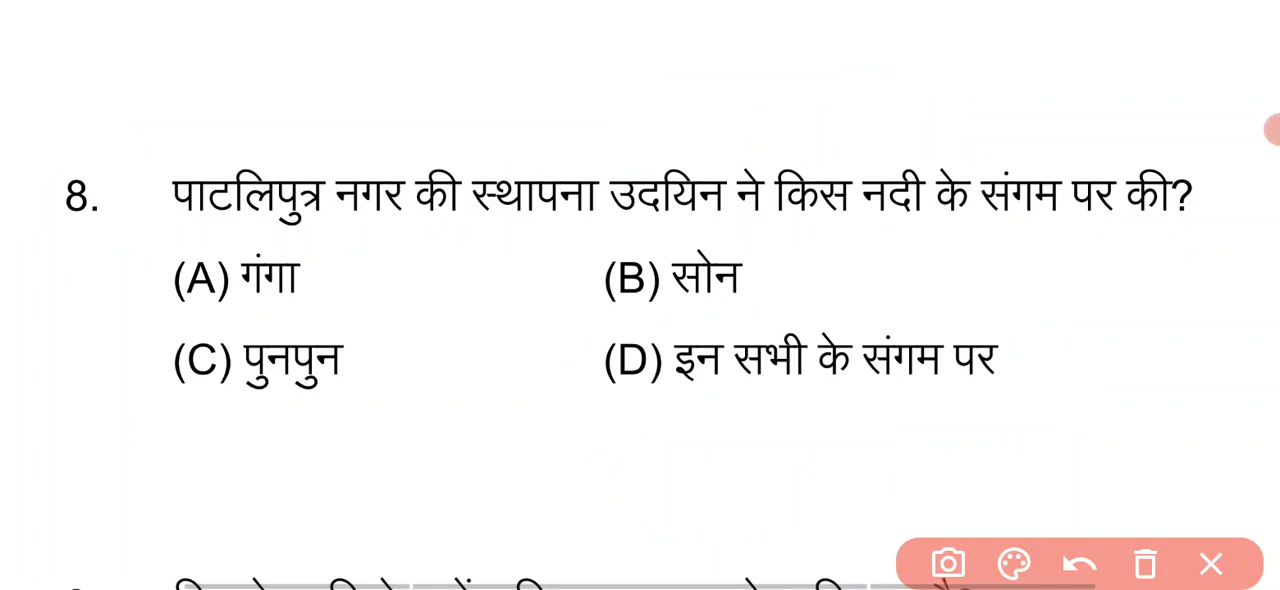 8. पाटलिपुत्र नगर की स्थापना उदयिन ने किस नदी के संगम पर की?
(A) गंगा (B) सोन
(C) पुनपुन (D) इन सभी के संगम पर